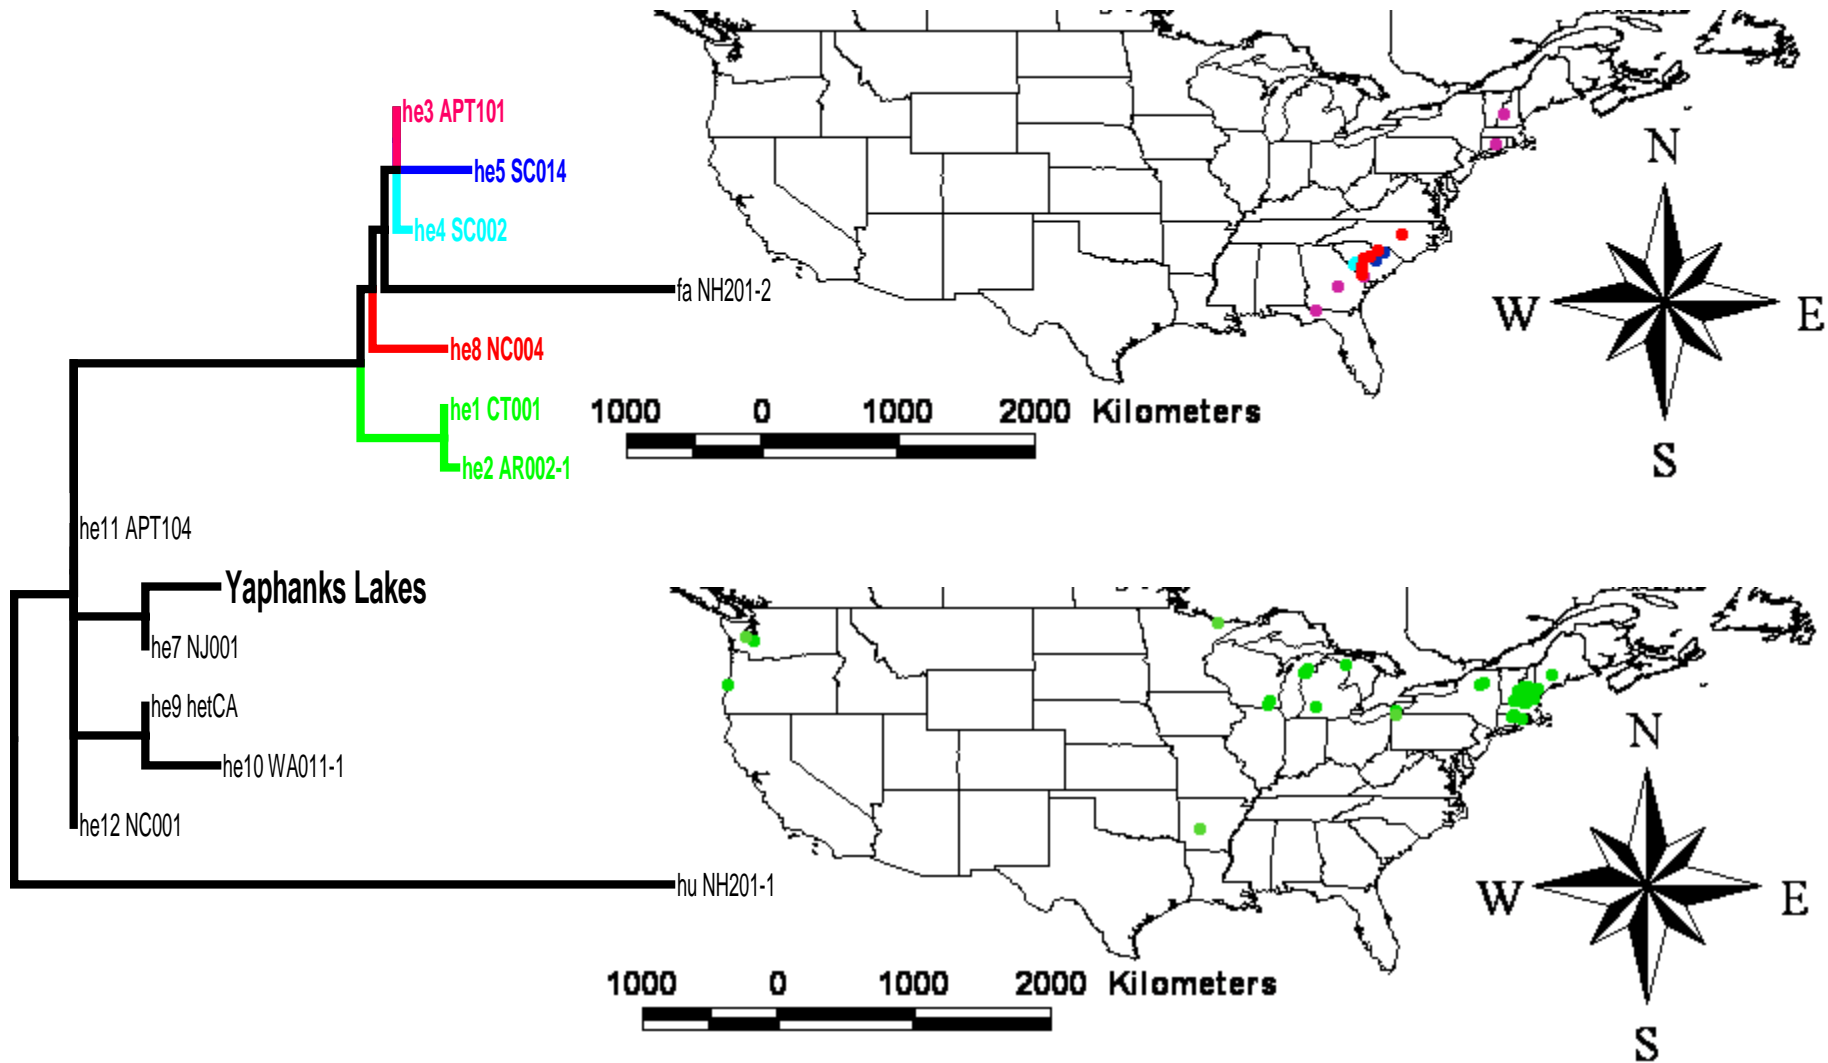 he3 APT101
he5 SC014
he4 SC002
fa NH201-2
he8 NC004
he1 CT001
he2 AR002-1
he11 APT104
Yaphanks Lakes
he7 NJ001
he9 hetCA
he10 WA011-1
he12 NC001
hu NH201-1
N
W
E
S
1000 0 1000 2000 Kilometers
N
W
E
S
1000 0 1000 2000 Kilometers